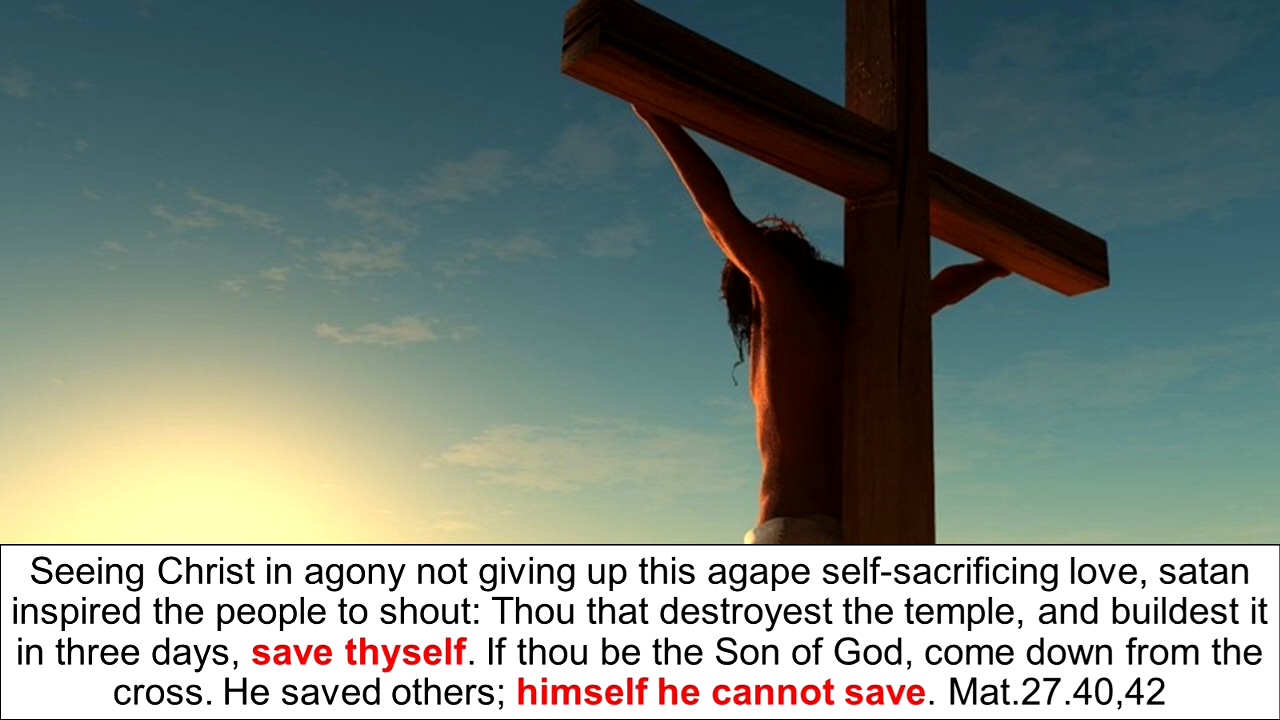 Seeing Christ in agony not giving up this agape self-sacrificing love, satan
inspired the people to shout: Thou that destroyest the temple, and buildest it
in three days, save thyself. If thou be the Son of God, come down from the
cross. He saved others; himself he cannot save. Mat.27.40,42